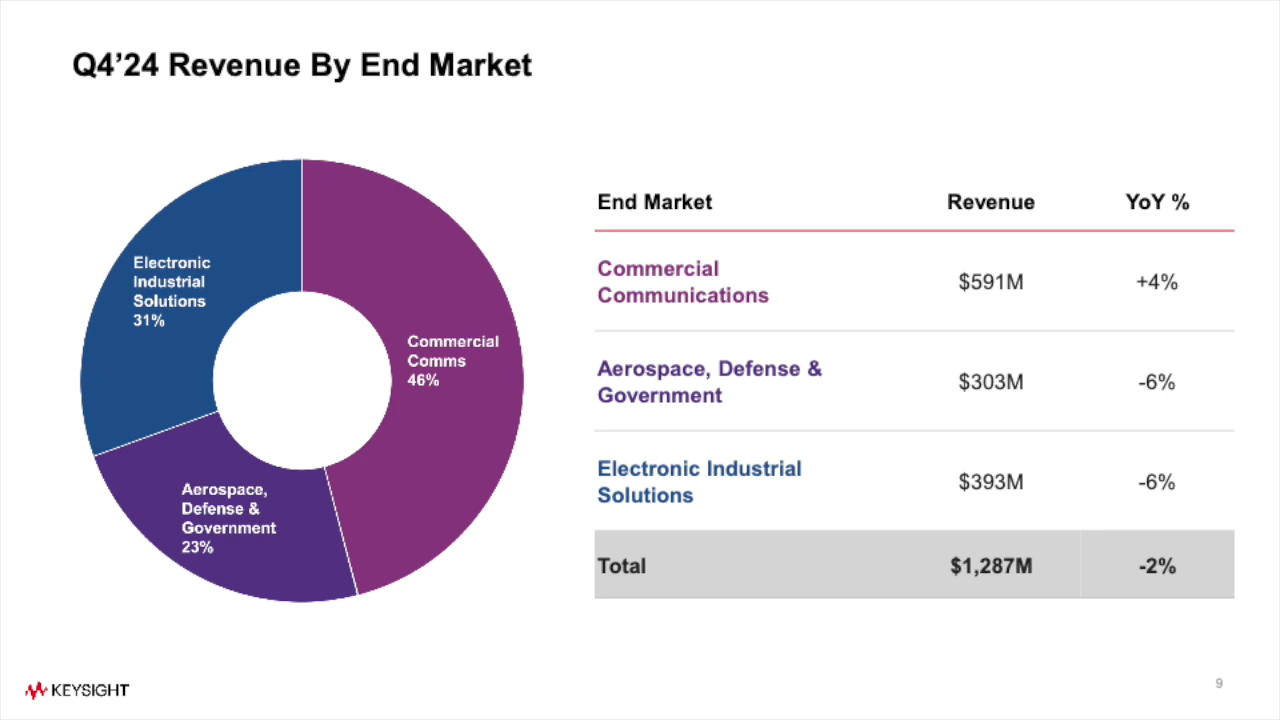 Q4’24 Revenue By End Market
Electronic
Industrial
Solutions
31%
Commercial
Comms
46%
Aerospace,
Defense &
Government
23%
End Market Revenue YoY %
Commercial
Communications
$591M +4%
Aerospace, Defense &
Government
$303M -6%
Electronic Industrial
Solutions
$393M -6%
Total $1,287M -2%
KEYSIGHT
9